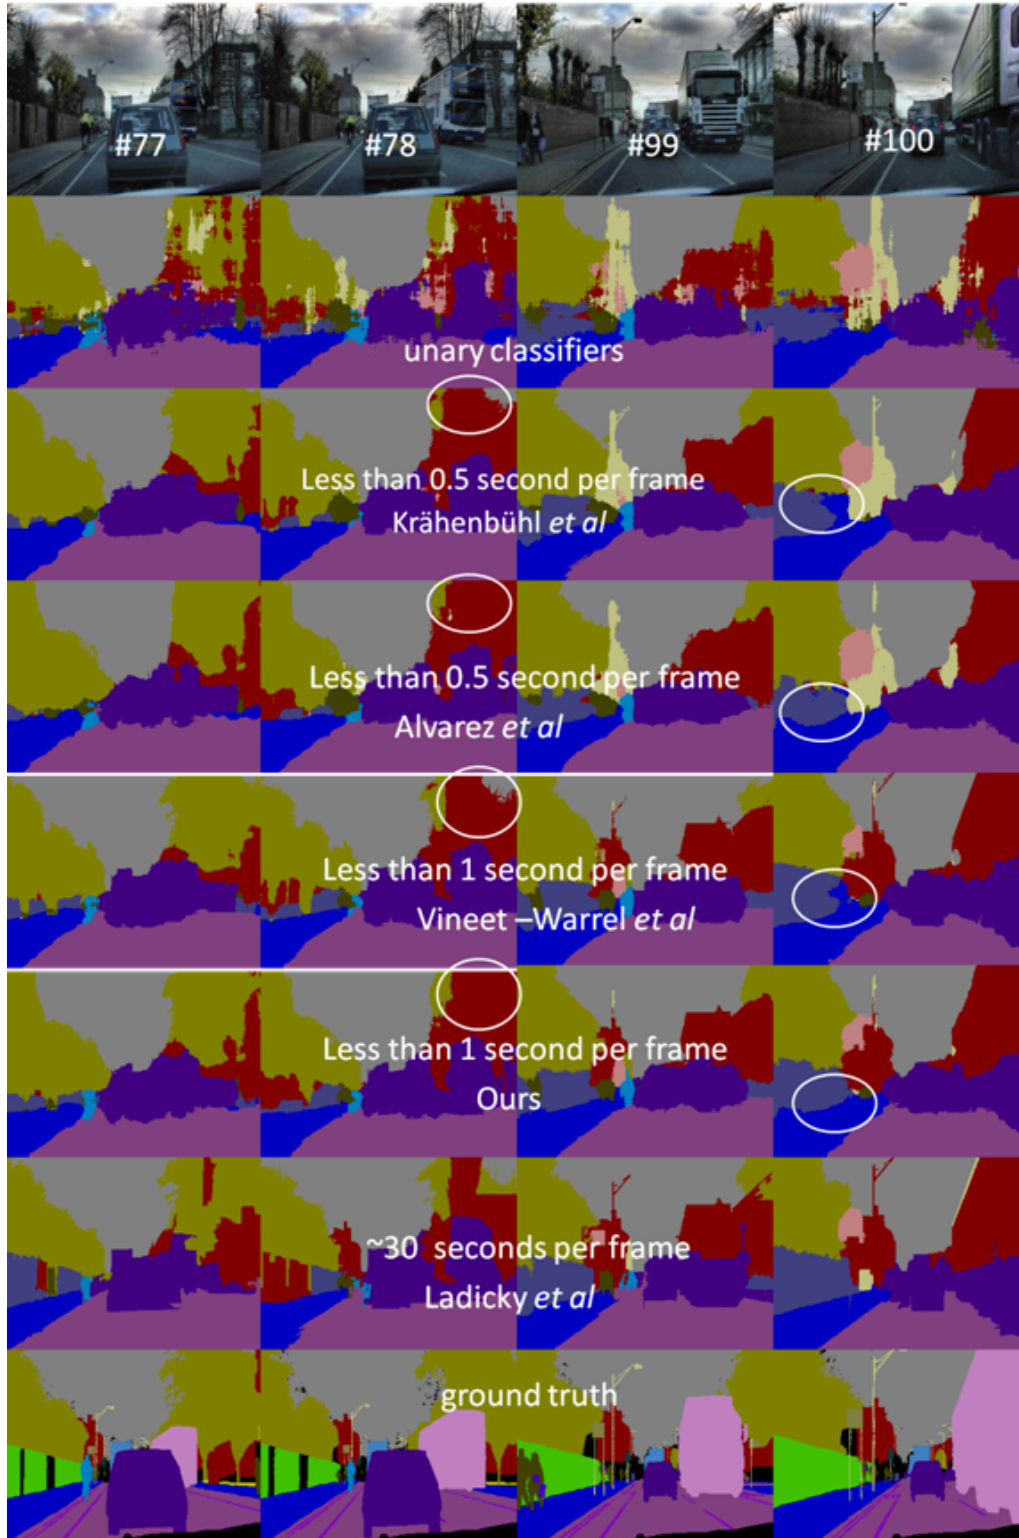 #77 #78 #99 #100
unary classifiers
Less than 0.5 second per frame
Krähenbühl et al
Less than 0.5 second per frame
Alvarez et al
Less than 1 second per frame
Vineet –Warrel et al
Less than 1 second per frame
Ours
~30 seconds per frame
Ladicky et al
ground truth